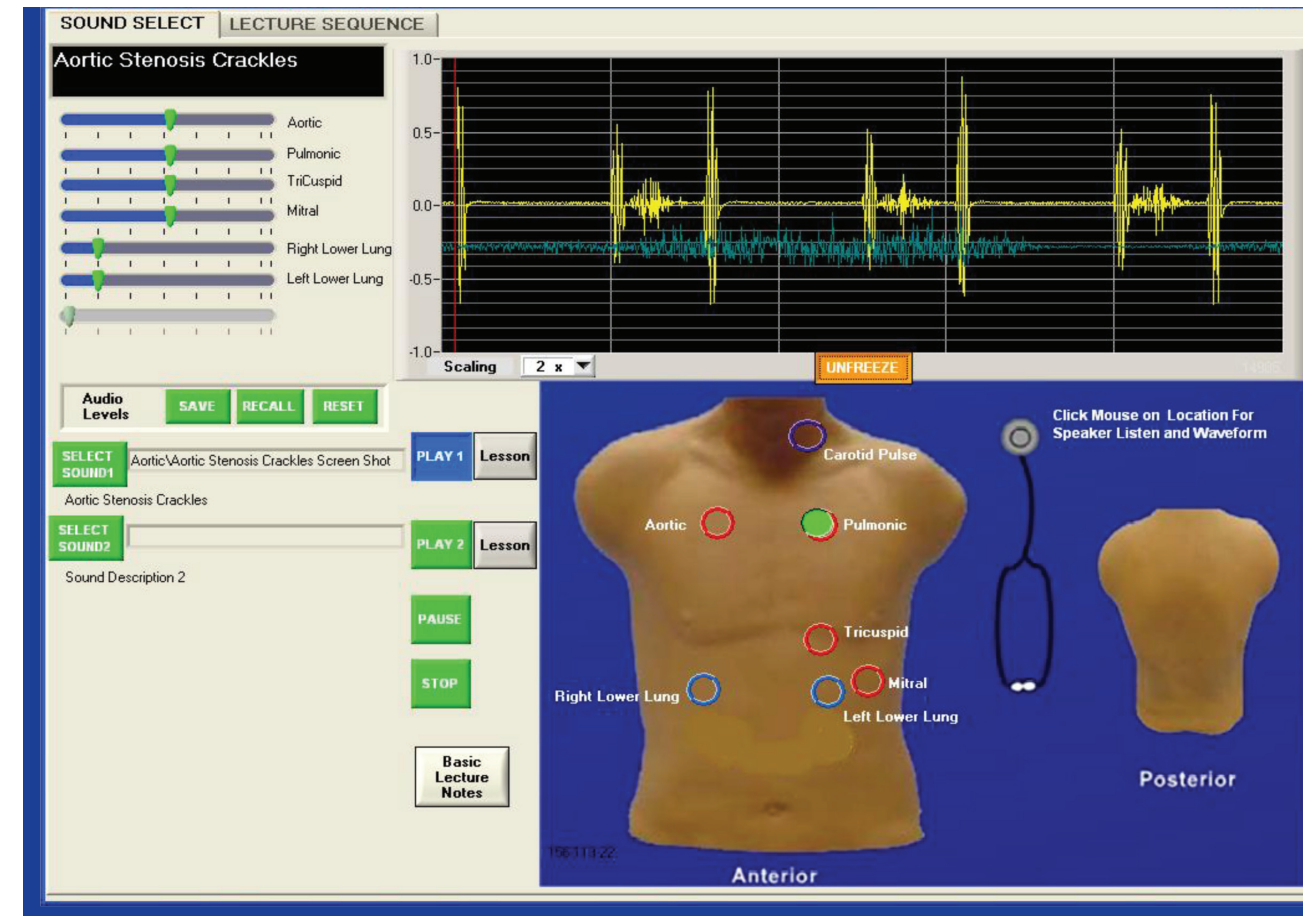 SOUND SELECT
LECTURE SEQUENCE
Aortic Stenosis Crackles
Aortic
Pulmonic
TriCuspid
Mitral
Right Lower Lung
Left Lower Lung
1.0-
0.5-
0.0-
-0.5-
-1.0-
Scaling
2 x
UNFREEZE
Audio
Levels
SAVE
RECALL
RESET
SELECT
SOUND1
Aortic\Aortic Stenosis Crackles Screen Shot
PLAY 1
Lesson
Aortic Stenosis Crackles
SELECT
SOUND2
PLAY 2
Lesson
Sound Description 2
PAUSE
STOP
Basic
Lecture
Notes
Click Mouse on Location For
Speaker Listen and Waveform
Carotid Pulse
Aortic
Pulmonic
Tricuspid
Mitral
Right Lower Lung
Left Lower Lung
Posterior
Anterior